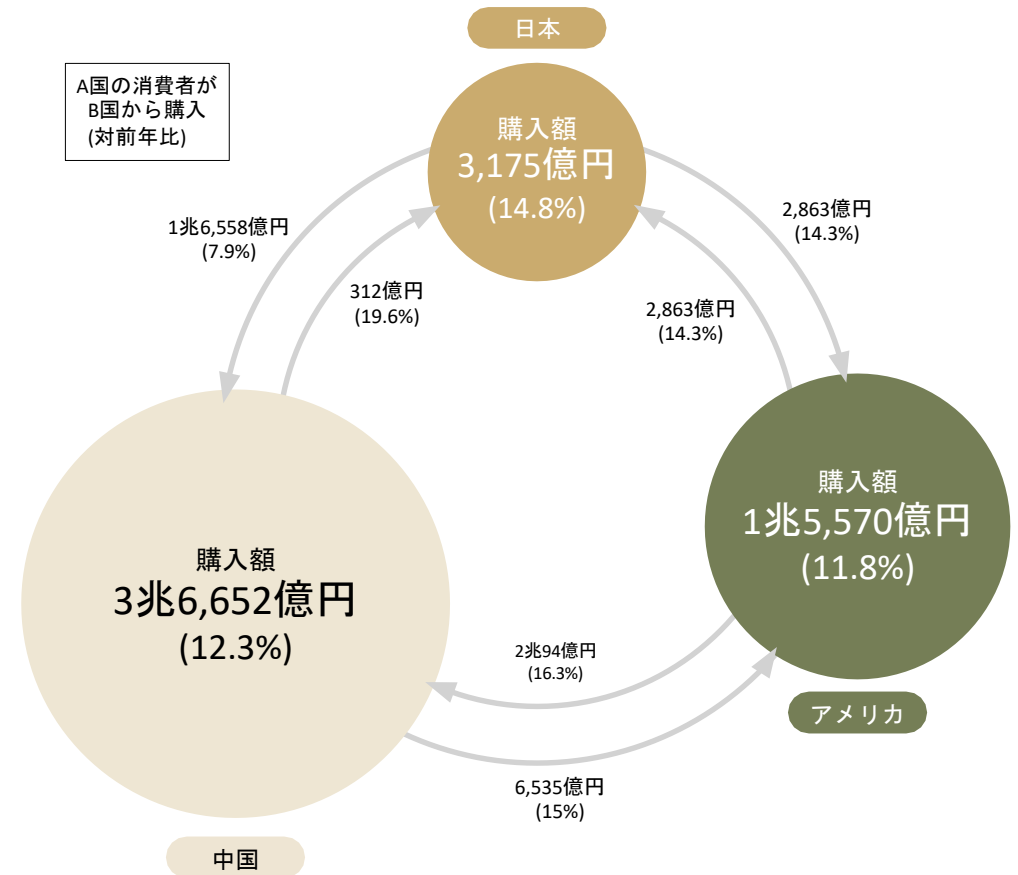 日本
A国の消費者が
B国から購入
(対前年比)
購入額
3,175億円
(14.8%)
1兆6,558億円
(7.9%)
2,863億円
(14.3%)
312億円
(19.6%)
2,863億円
(14.3%)
購入額
1兆5,570億円
(11.8%)
購入額
3兆6,652億円
(12.3%)
2兆94億円
(16.3%)
アメリカ
6,535億円
(15%)
中国